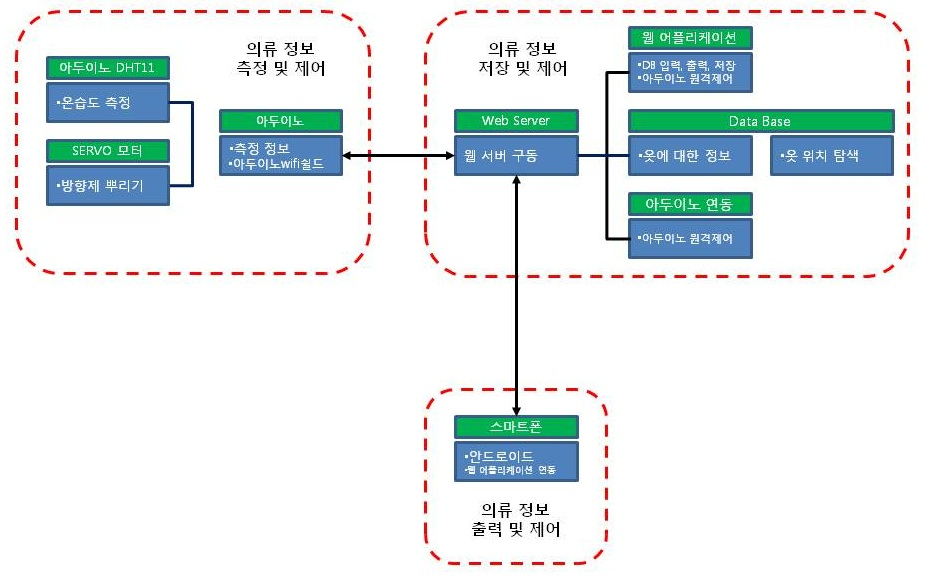 의류 정보
측정 및 제어
아두이노 DHT11
•온습도 측정
SERVO 모터
•방향제 뿌리기
아두이노
•측정 정보
•아두이노wifi쉴드
의류 정보
저장 및 제어
Web Server
웹 서버 구동
웹 어플리케이션
•DB 입력, 출력, 저장
•아두이노 원격제어
Data Base
•옷에 대한 정보
•옷 위치 탐색
아두이노 연동
•아두이노 원격제어
스마트폰
•안드로이드
•웹 어플리케이션 연동
의류 정보
출력 및 제어